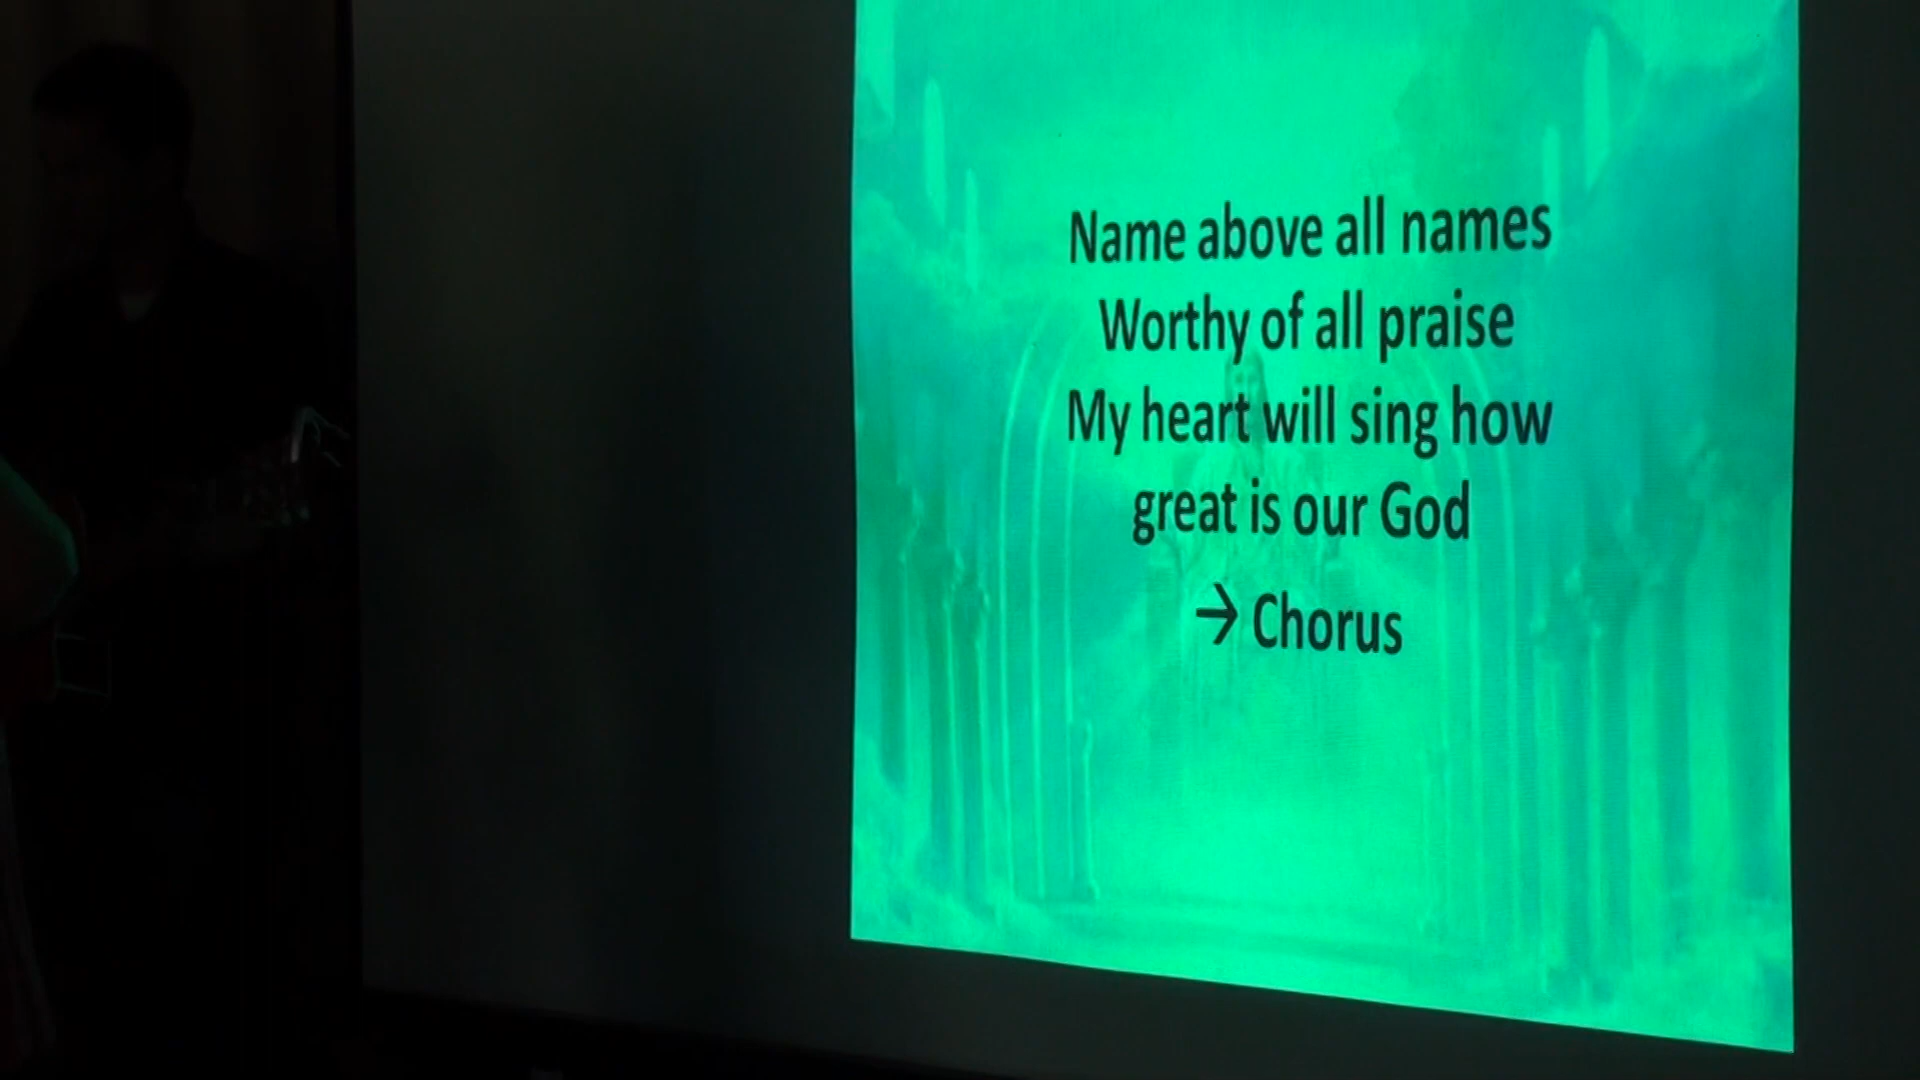 Name above all names
Worthy of all praise
My heart will sing how
great is our God
→ Chorus